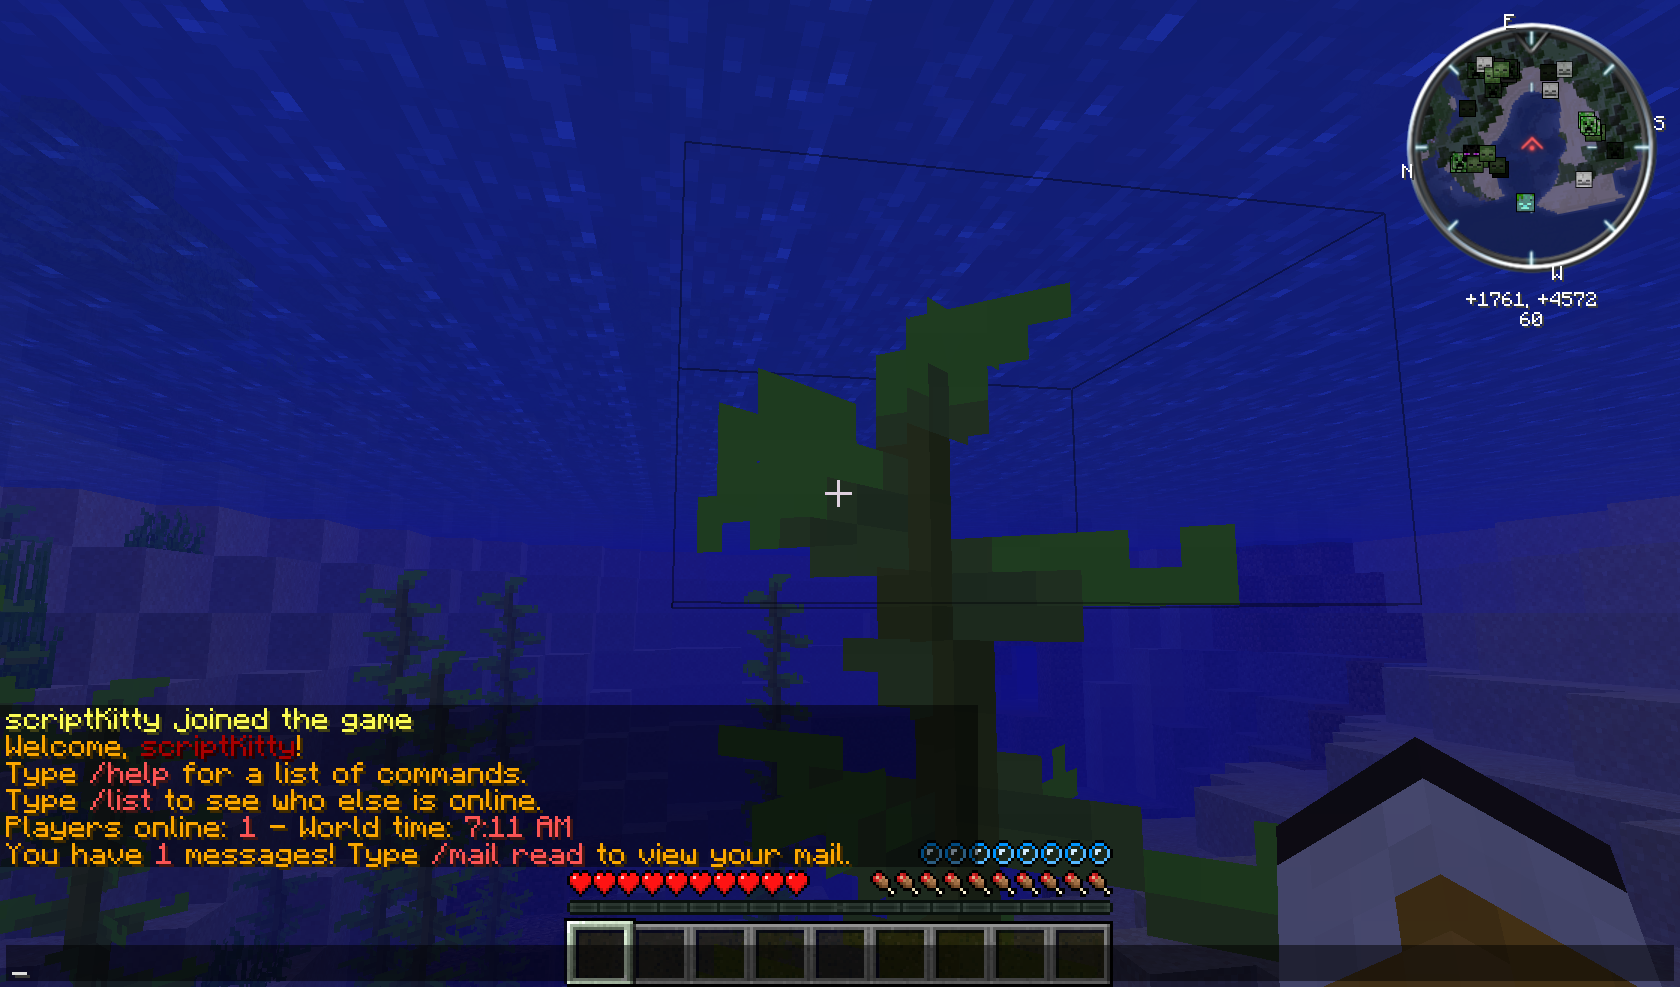 E
S
N
W
+1761, +4572
60
scriptKitty joined the game
Welcome, scriptKitty!
Type /help for a list of commands.
Type /list to see who else is online.
Players online: 1 - World time: 7:11 AM
You have 1 messages! Type /mail read to view your mail.
_